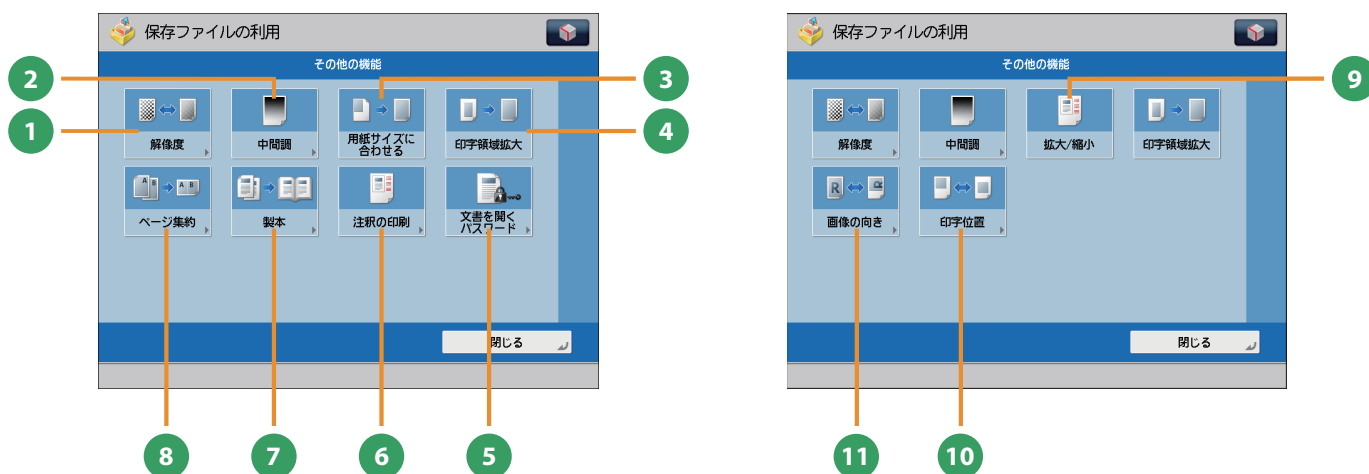 保存ファイルの利用
その他の機能
2
3
1
4
解像度
中間調
用紙サイズに
合わせる
印字領域拡大
A B
A B
ページ集約
製本
注釈の印刷
文書を開く
パスワード
閉じる
8
7
6
5
保存ファイルの利用
その他の機能
9
解像度
中間調
拡大/縮小
印字領域拡大
R
R
画像の向き
印字位置
閉じる
11
10